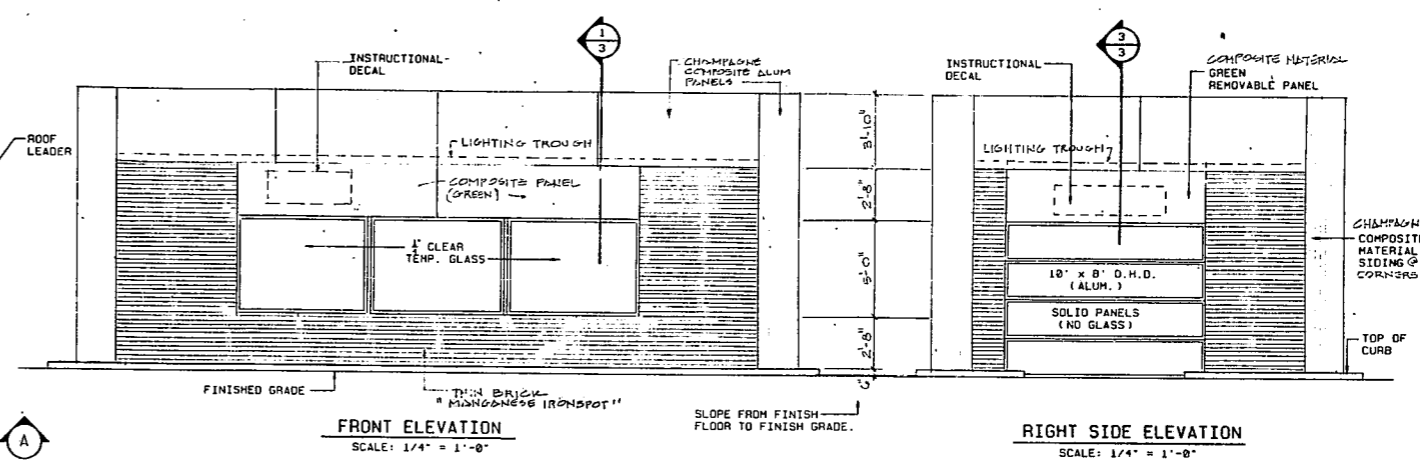 1
3
INSTRUCTIONAL-
DECAL
CHAMPAGNE
COMPOSITE ALUM
PANELS
ROOF
LEADER
LIGHTING TROUGH
COMPOSITE PANEL
(GREEN)
1/4" CLEAR
TEMP. GLASS
FINISHED GRADE
THIN BRICK
"MANGANESE IRONSPOT"
A
FRONT ELEVATION
SCALE: 1/4" = 1'-0"
3'-10"
2'-8"
5'-0"
2'-8"
6"
SLOPE FROM FINISH
FLOOR TO FINISH GRADE.
3
3
INSTRUCTIONAL
DECAL
COMPOSITE MATERIAL
GREEN
REMOVABLE PANEL
LIGHTING TROUGH
10' x 8' O.H.D.
(ALUM.)
SOLID PANELS
(NO GLASS)
CHAMPAGN
COMPOSITE
MATERIAL
SIDING @
CORNERS
TOP OF
CURB
RIGHT SIDE ELEVATION
SCALE: 1/4" = 1'-0"